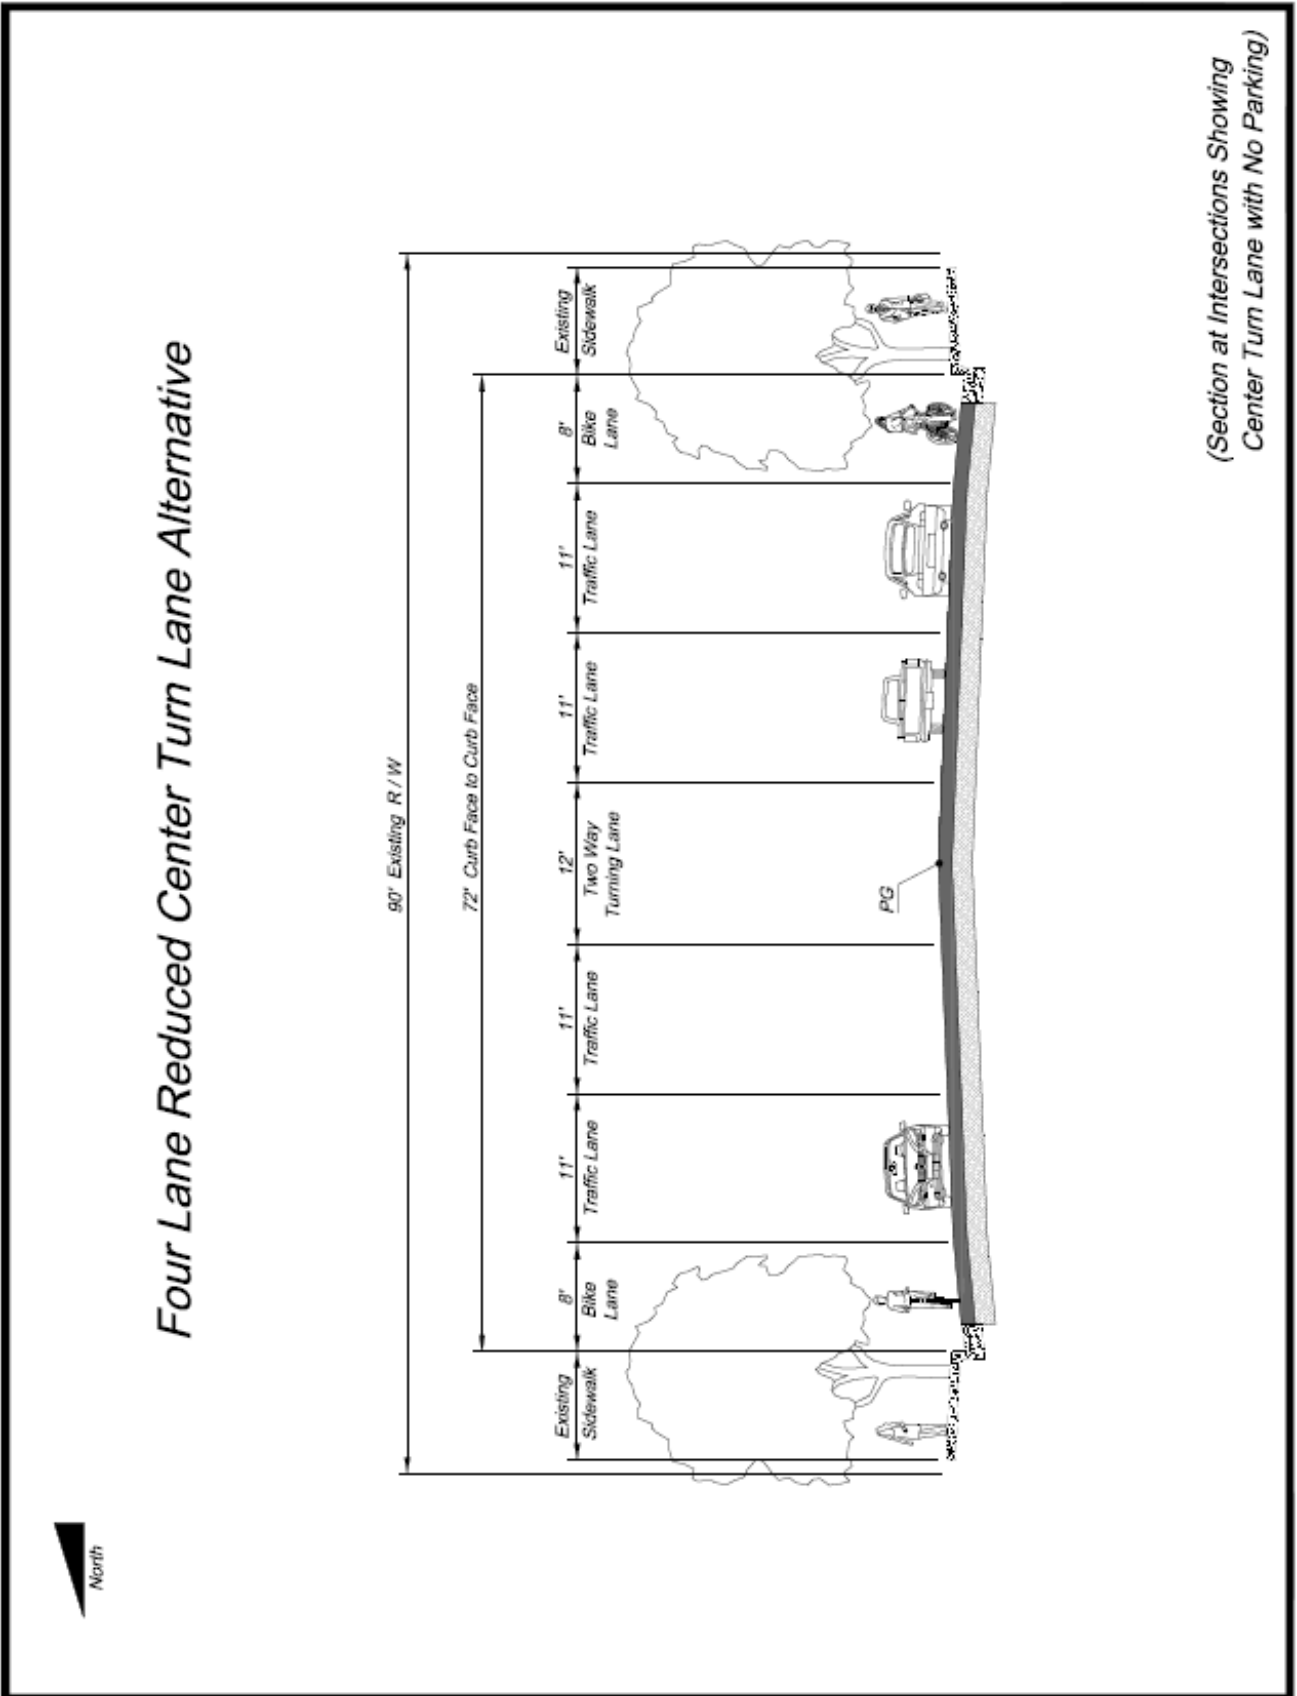 Four Lane Reduced Center Turn Lane Alternative
North
90' Existing R / W
72' Curb Face to Curb Face
Existing
Sidewalk
8'
Bike
Lane
11'
Traffic Lane
11'
Traffic Lane
12'
Two Way
Turning Lane
11'
Traffic Lane
11'
Traffic Lane
8'
Bike
Lane
Existing
Sidewalk
PG
(Section at Intersections Showing
Center Turn Lane with No Parking)